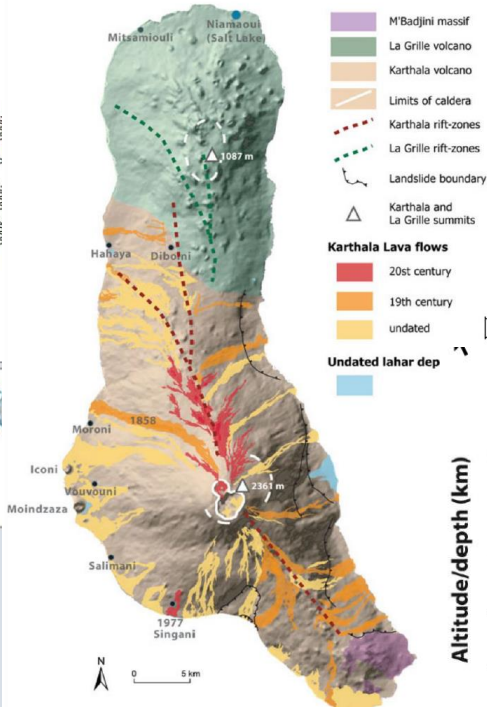 Niamaoui
(Salt Lake)
Mitsamiouli
1087 m
Hahaya
Diboini
1858
Moroni
Iconi
Vouvouni
Moindzaza
2361 m
Salimani
1977
Singani
N
0 5 km
M'Badjini massif
La Grille volcano
Karthala volcano
Limits of caldera
Karthala rift-zones
La Grille rift-zones
Landslide boundary
Karthala and
La Grille summits
Karthala Lava flows
20st century
19th century
undated
Undated lahar dep
Altitude/depth (km)